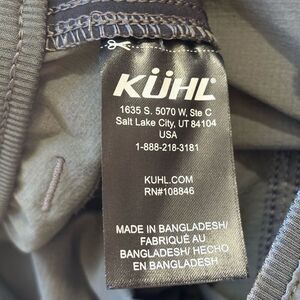 KÜHL
1635 S. 5070 W, Ste C
Salt Lake City, UT 84104
USA
1-888-218-3181
KUHL.COM
RN#108846
MADE IN BANGLADESH/
FABRIQUÉ AU
BANGLADESH/ HECHO
EN BANGLADESH